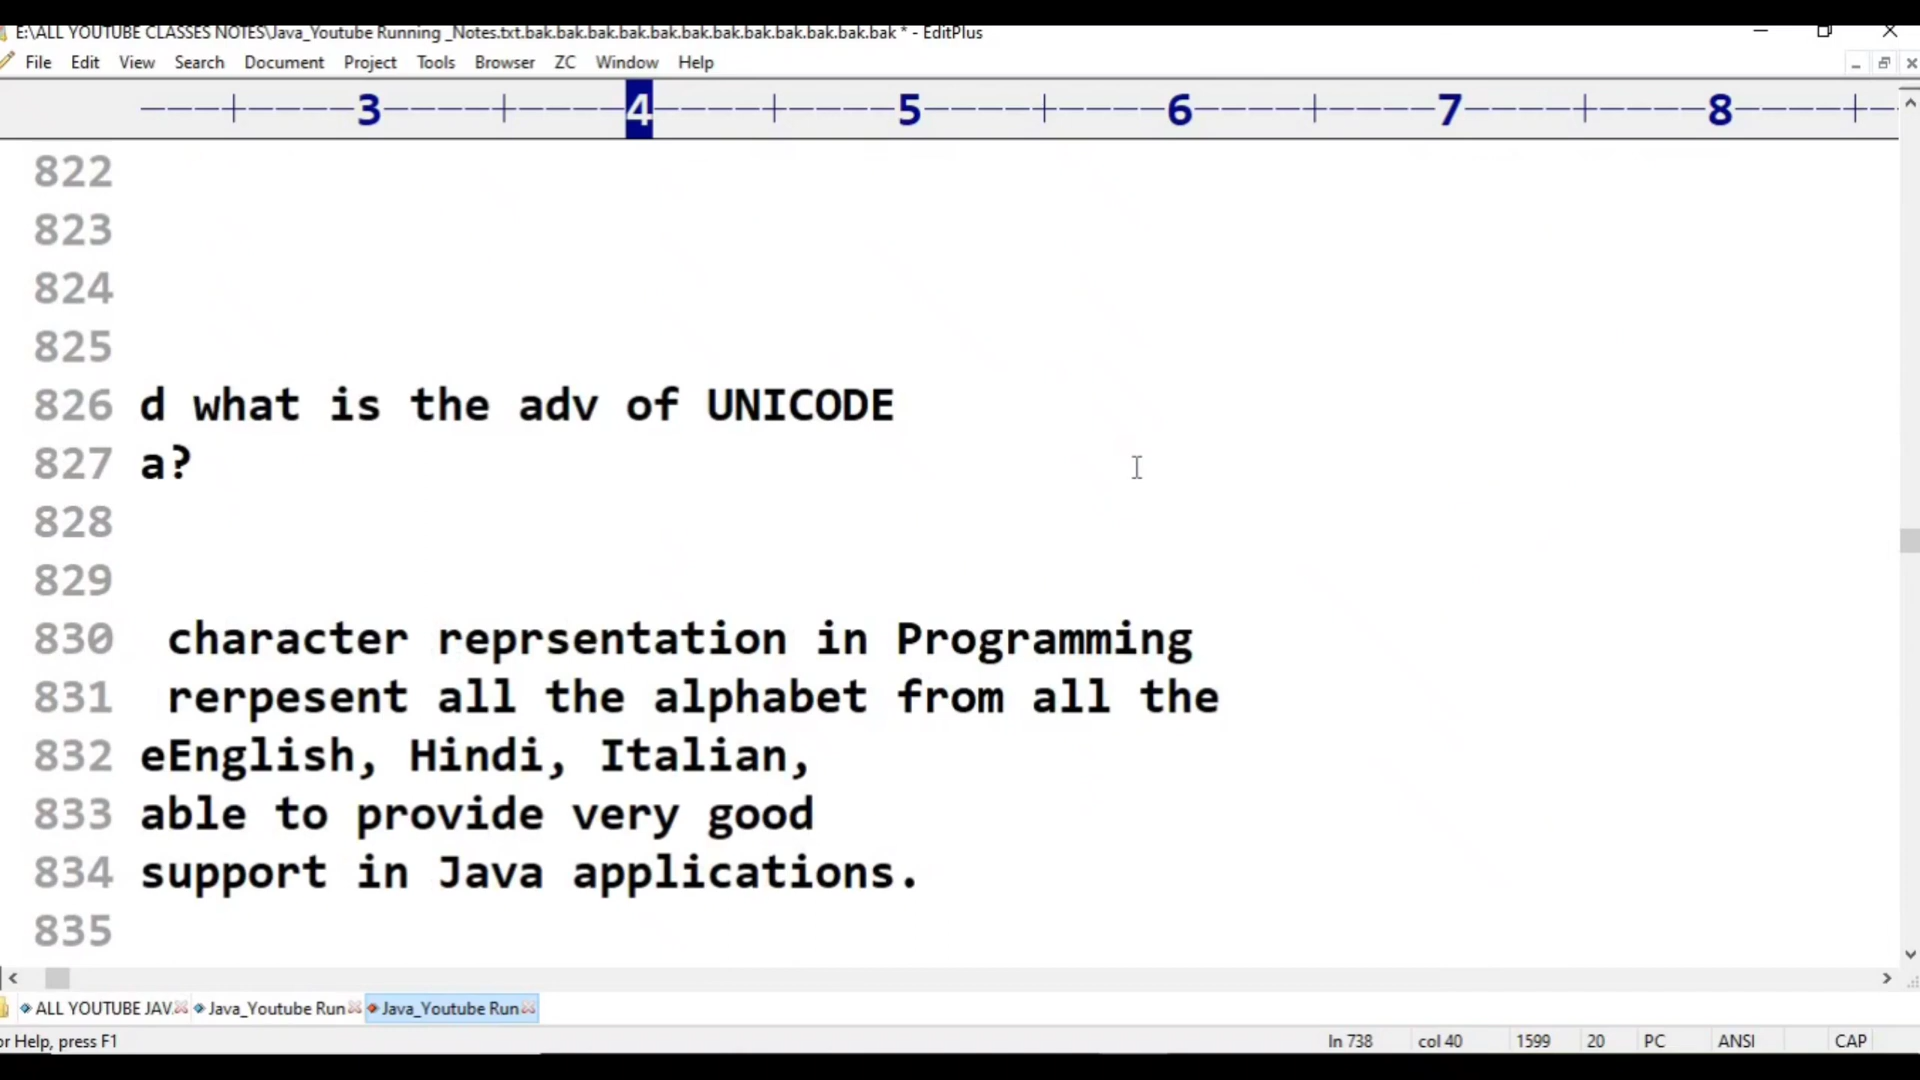 E:\ALL YOUTUBE CLASSES NOTES\Java_Youtube Running _Notes.txt.bak.bak.bak.bak.bak.bak.bak.bak.bak.bak.bak.bak * - EditPlus
File Edit View Search Document Project Tools Browser ZC Window Help
----+----3----+----4----+----5----+----6----+----7----+----8----+--
822
823
824
825
826 d what is the adv of UNICODE
827 a?
828
829
830 character reprsentation in Programming
831 rerpesent all the alphabet from all the
832 eEnglish, Hindi, Italian,
833 able to provide very good
834 support in Java applications.
835
ALL YOUTUBE JAV Java_Youtube Run Java_Youtube Run
or Help, press F1 ln 738 col 40 1599 20 PC ANSI CAP